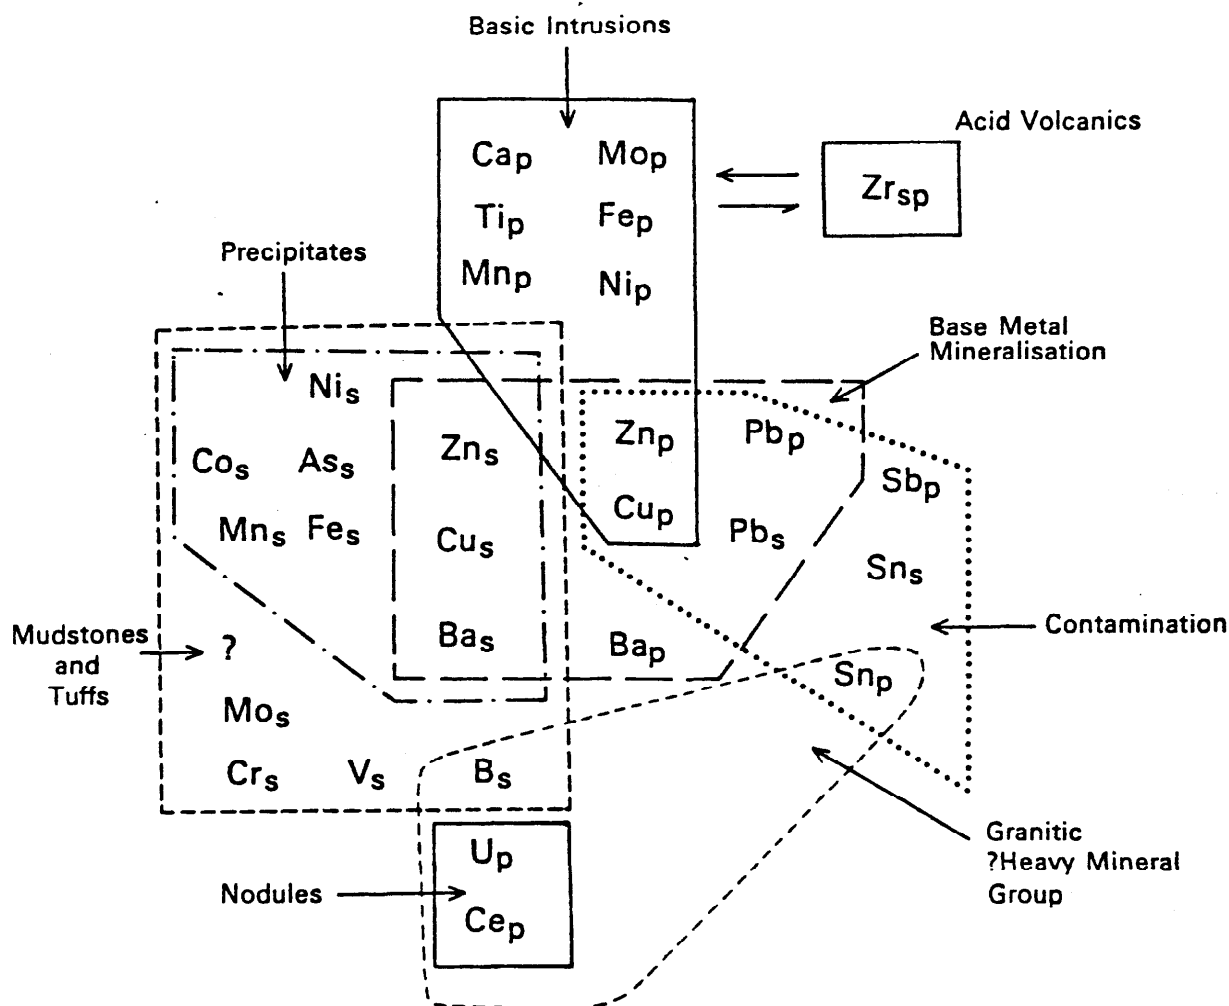 Basic Intrusions
Acid Volcanics
Cap Mop
Zrsp
Tip Fep
Mnp Nip
Precipitates
Base Metal
Mineralisation
Nis
Zns Znp Pbp
Cos Ass
Sbp
Mns Fes
Cus Cup
Pbs
Sns
Mudstones
and
Tuffs
?
Bas Bap
Contamination
Snp
Mos
Crs Vs Bs
Granitic
?Heavy Mineral
Group
Up
Nodules
Cep